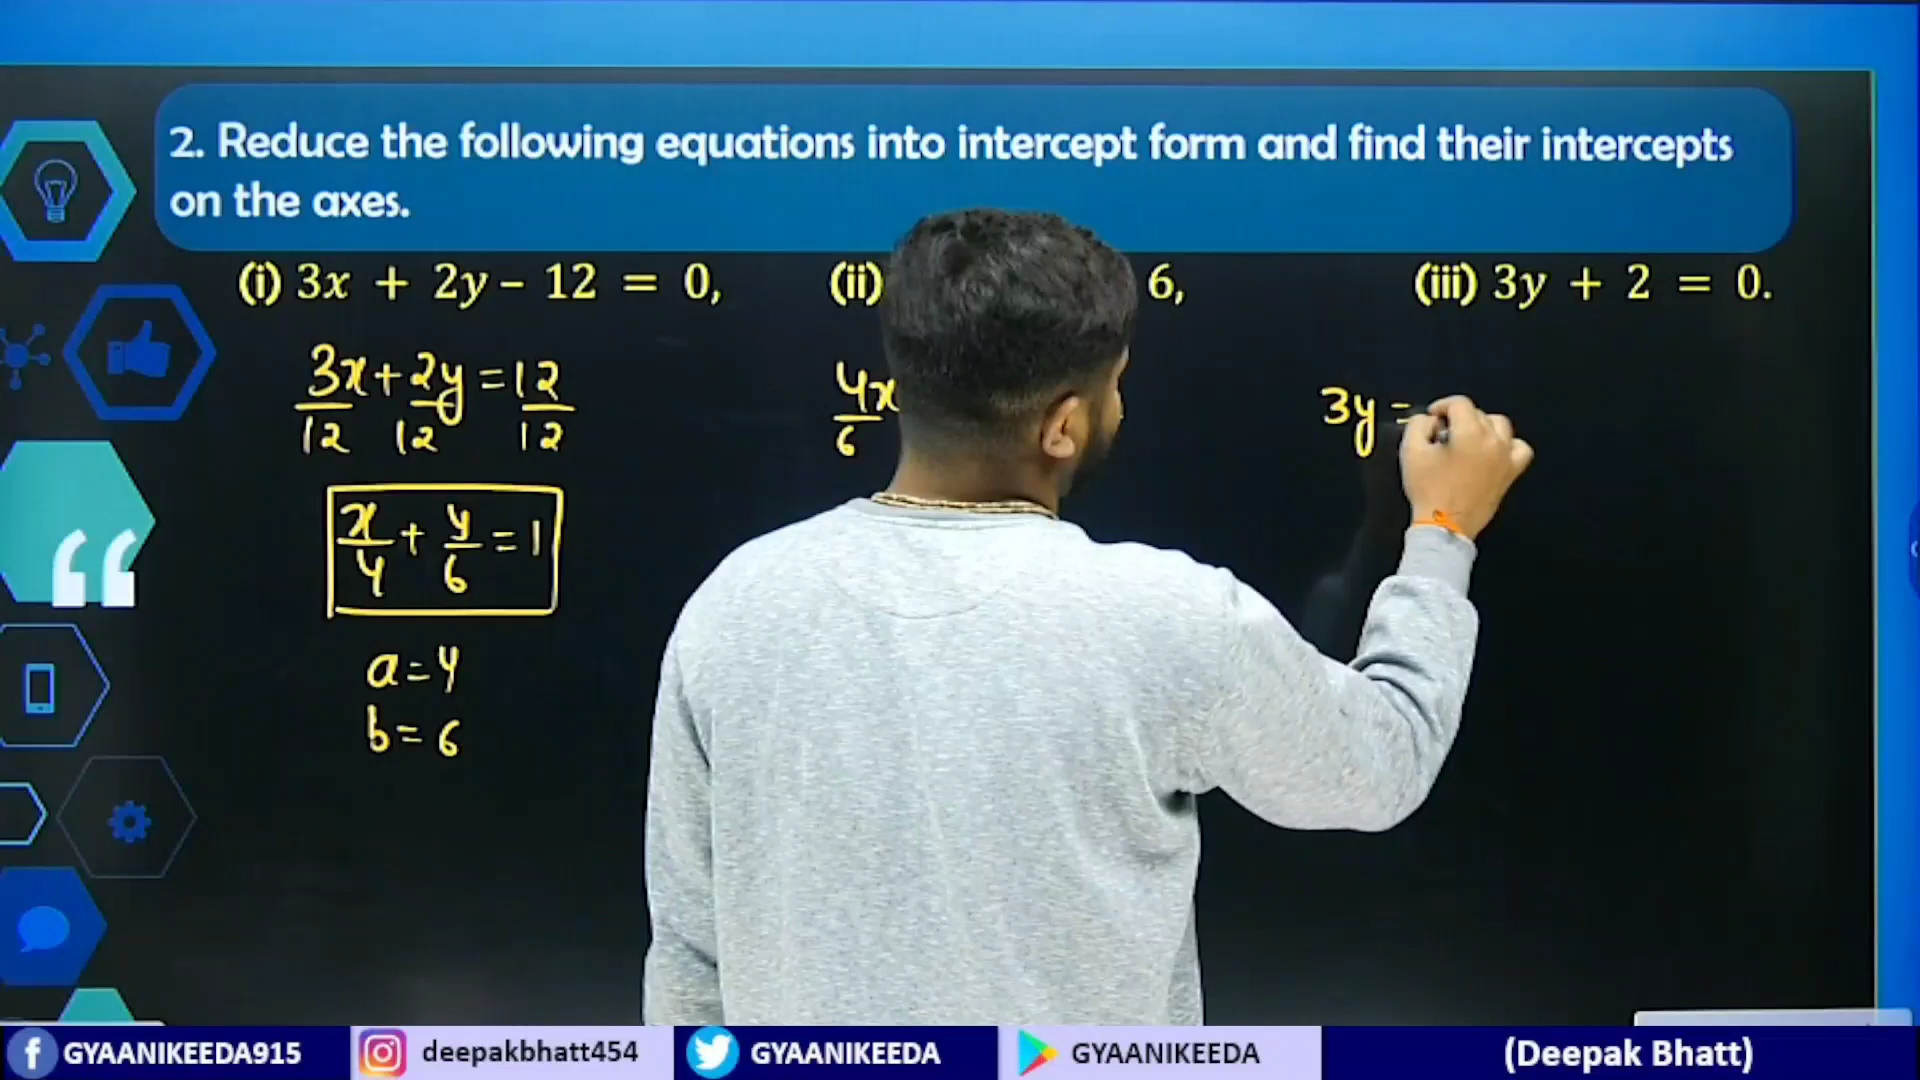 2. Reduce the following equations into intercept form and find their intercepts
on the axes.
(i) 3x + 2y – 12 = 0,
(ii) 6,
(iii) 3y + 2 = 0.
3x + 2y = 12
12 12 12
x/4 + y/6 = 1
a = 4
b = 6
4x
6
3y =
GYAANIKEEDA915
deepakbhatt454
GYAANIKEEDA
GYAANIKEEDA
(Deepak Bhatt)